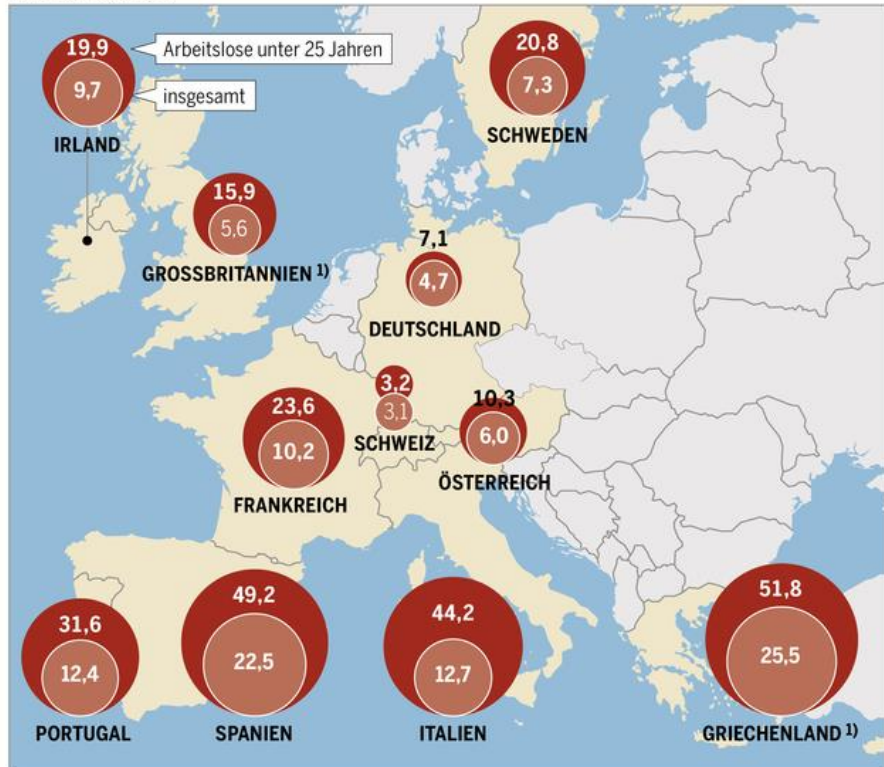 19,9
Arbeitslose unter 25 Jahren
9,7
insgesamt
IRLAND
20,8
7,3
SCHWEDEN
15,9
5,6
GROSSBRITANNIEN 1)
7,1
4,7
DEUTSCHLAND
3,2
3,1
SCHWEIZ
10,3
6,0
ÖSTERREICH
23,6
10,2
FRANKREICH
31,6
12,4
PORTUGAL
49,2
22,5
SPANIEN
44,2
12,7
ITALIEN
51,8
25,5
GRIECHENLAND 1)